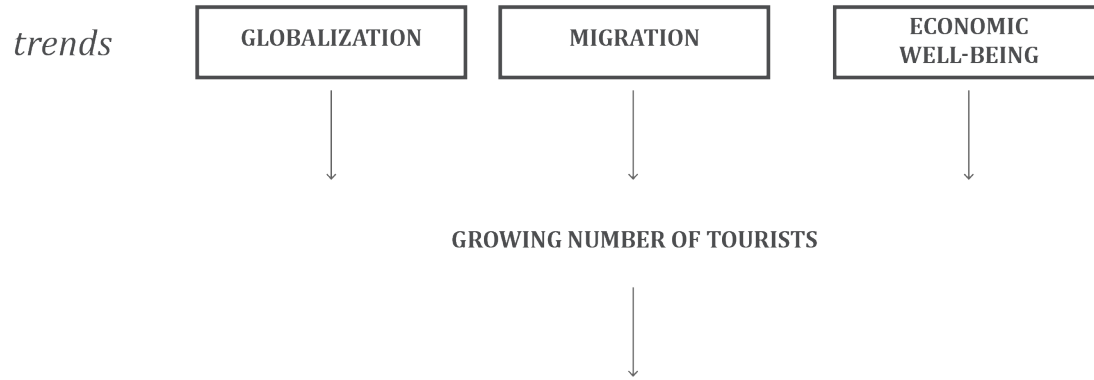 trends
GLOBALIZATION
MIGRATION
ECONOMIC
WELL-BEING
GROWING NUMBER OF TOURISTS